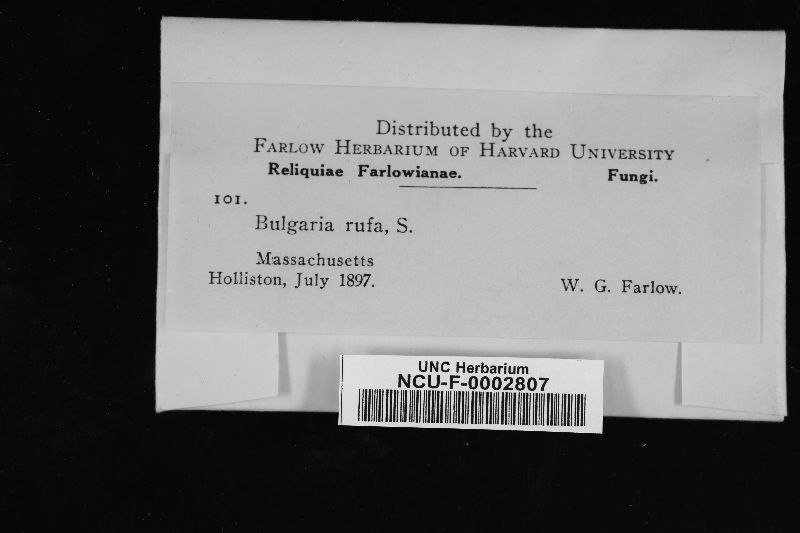 Distributed by the
FARLOW HERBARIUM OF HARVARD UNIVERSITY
Reliquiae Farlowianae. Fungi.
101.
Bulgaria rufa, S.
Massachusetts
Holliston, July 1897. W. G. Farlow.
UNC Herbarium
NCU-F-0002807